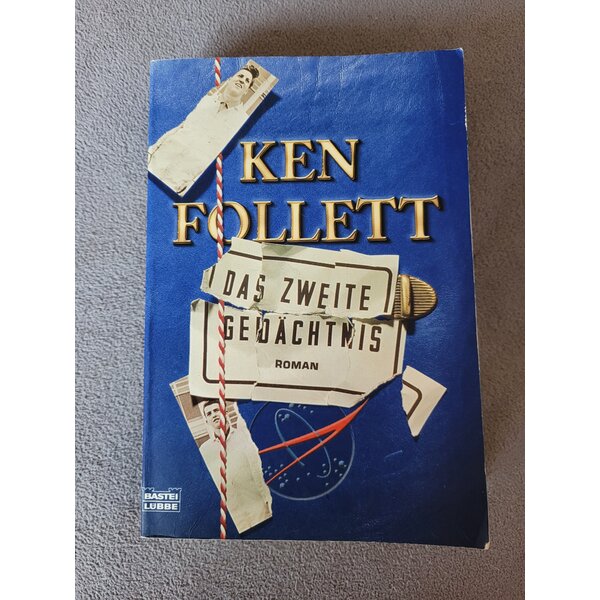 KEN
FOLLETT
DAS ZWEITE
GEDÄCHTNIS
ROMAN
BASTEI
LÜBBE